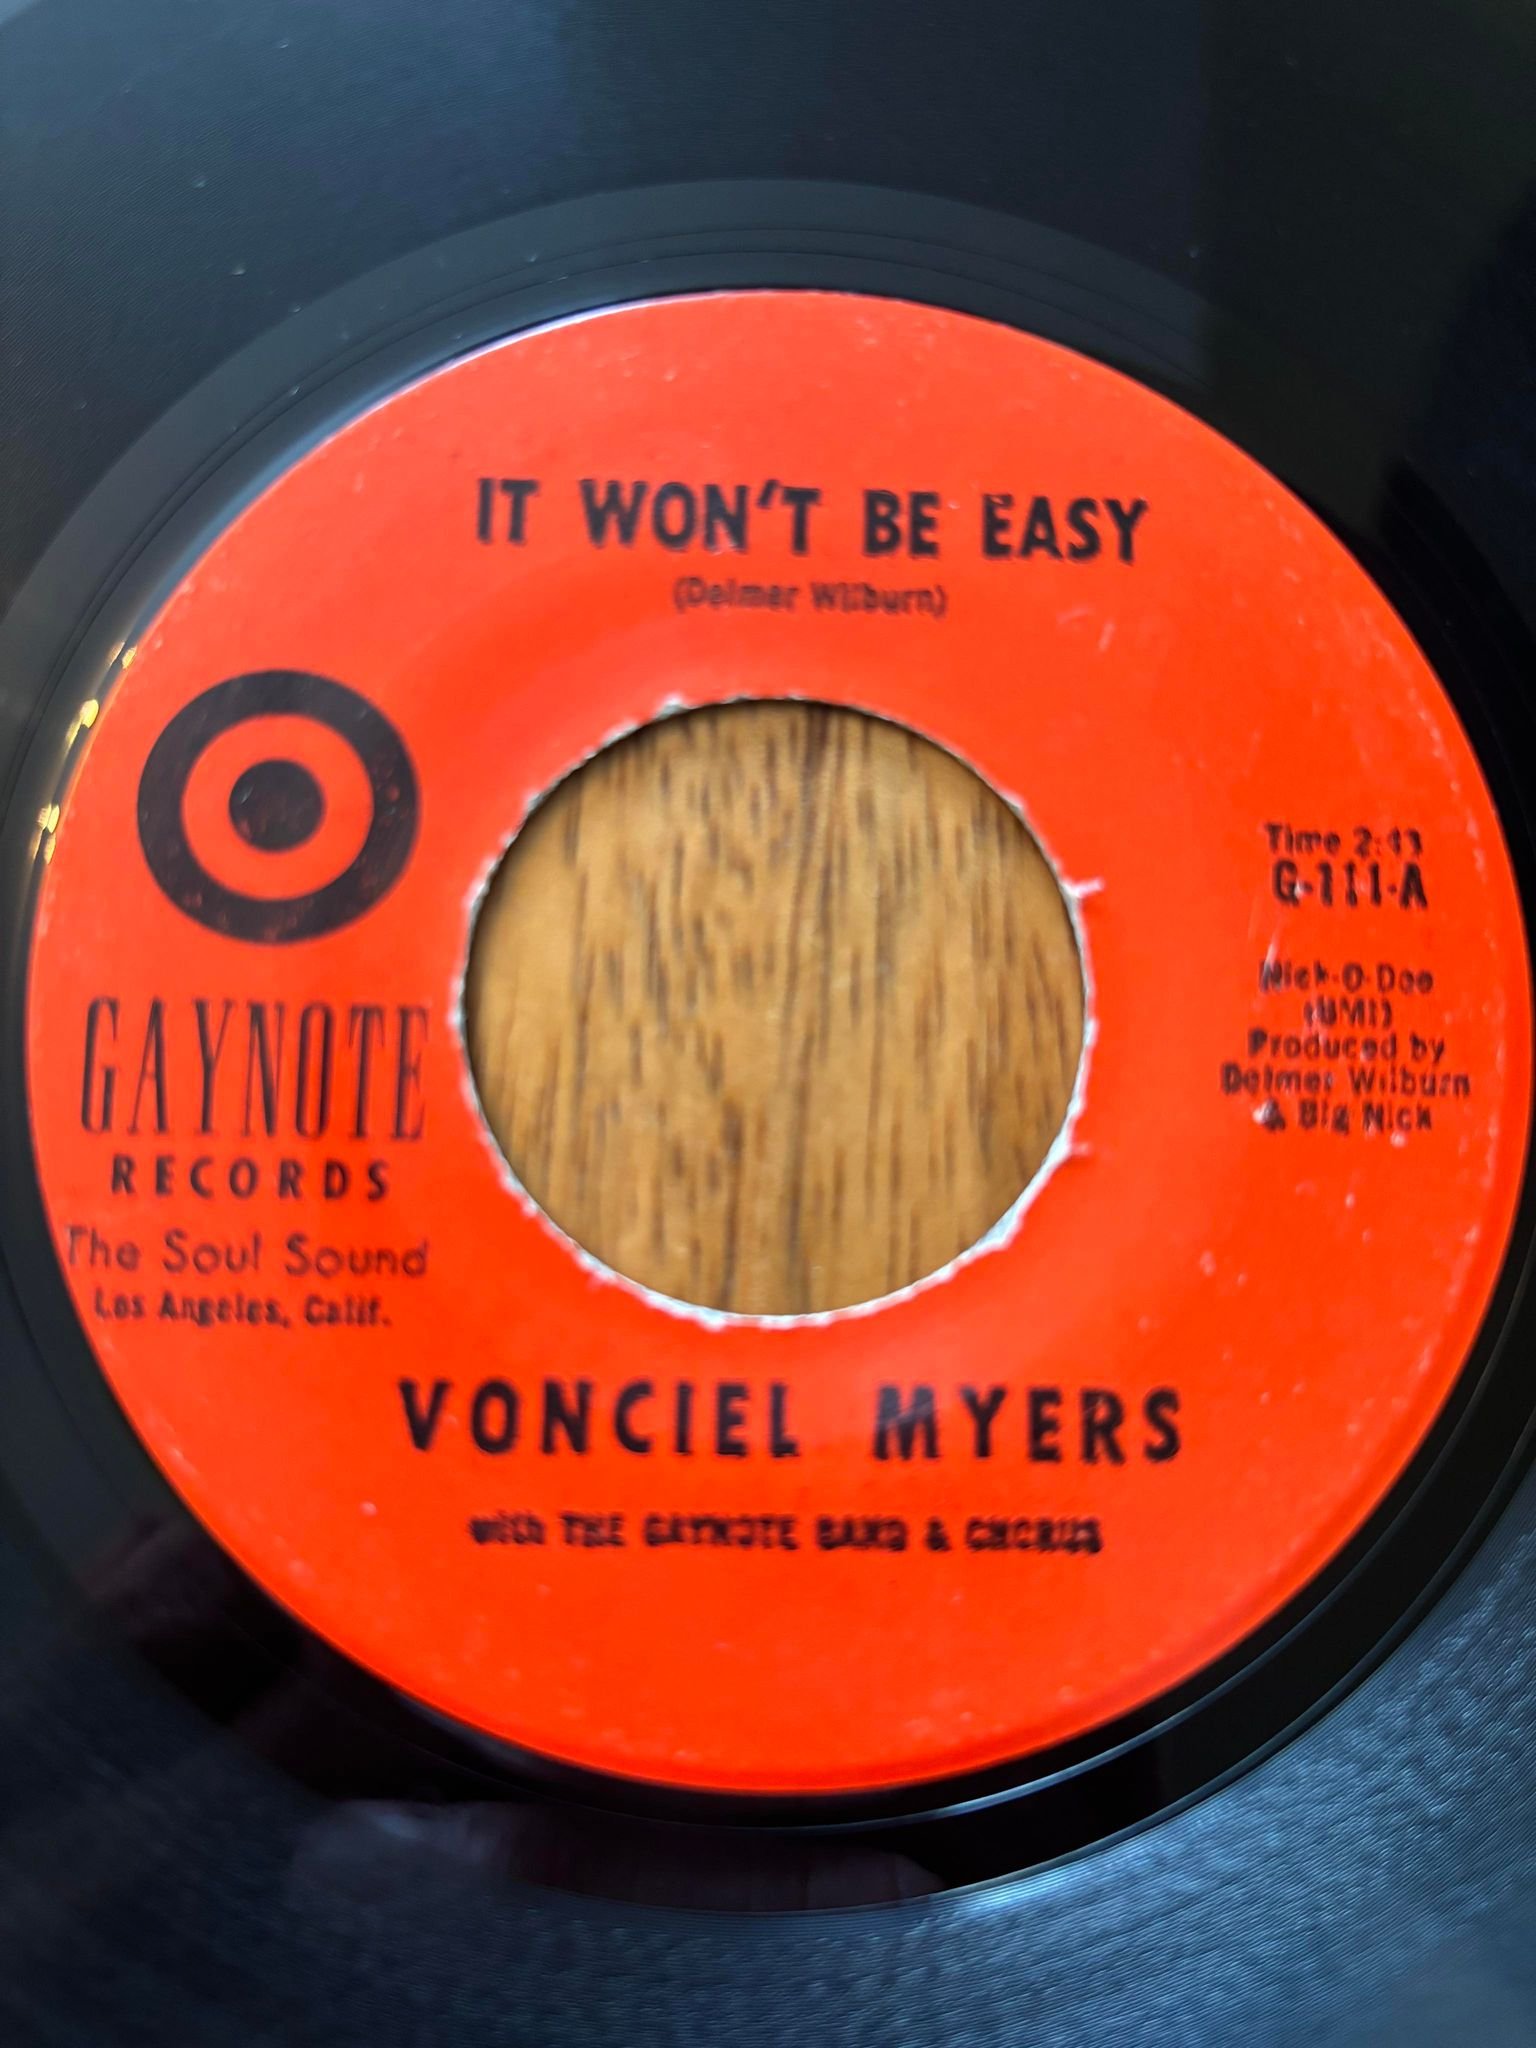 IT WON'T BE EASY
(Delmer Wilburn)
Time 2:43
G-111-A
Nick-O-Doe
(BMI)
Produced by
Delmer Wilburn
& Big Nick
GAYNOTE
RECORDS
The Soul Sound
Los Angeles, Calif.
VONCIEL MYERS
with THE GAYNOTE BAND & CHORUS